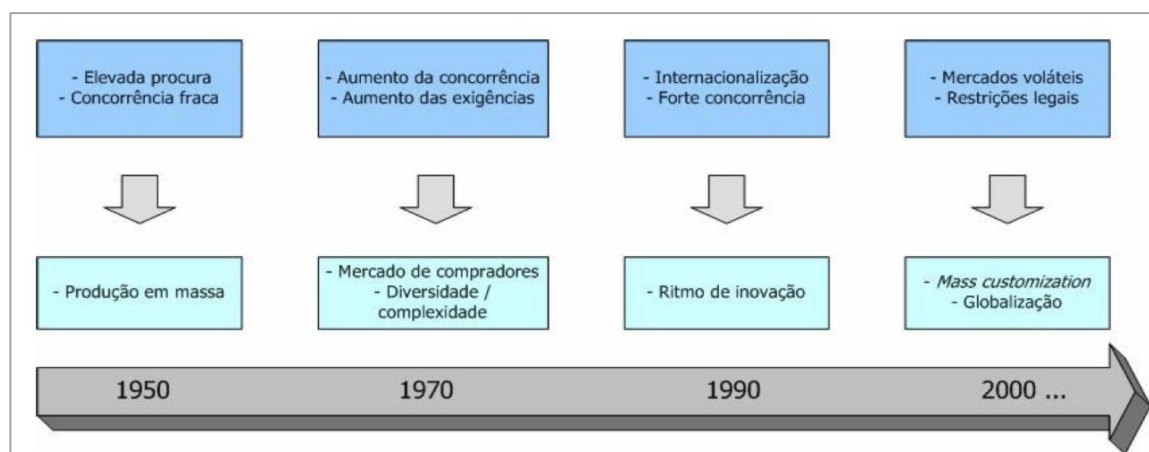 - Elevada procura
- Concorrência fraca
- Aumento da concorrência
- Aumento das exigências
- Internacionalização
- Forte concorrência
- Mercados voláteis
- Restrições legais
- Produção em massa
- Mercado de compradores
- Diversidade /
complexidade
- Ritmo de inovação
- Mass customization
- Globalização
1950
1970
1990
2000 ...